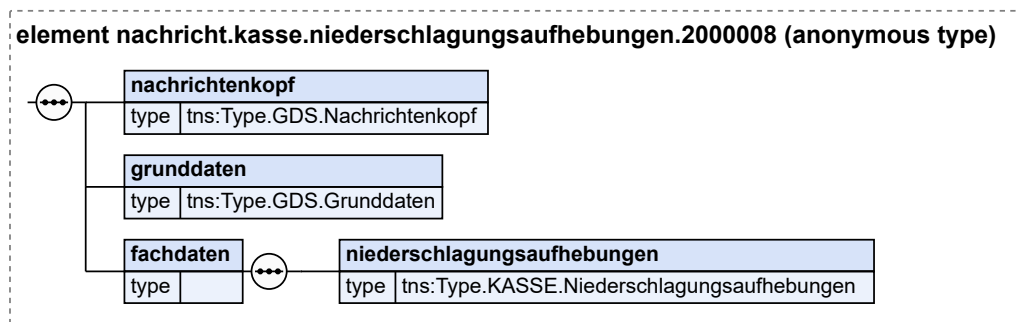 element nachricht.kasse.niederschlagungsaufhebungen.2000008 (anonymous type)
nachrichtenkopf
type tns:Type.GDS.Nachrichtenkopf
grunddaten
type tns:Type.GDS.Grunddaten
fachdaten
type
niederschlagungsaufhebungen
type tns:Type.KASSE.Niederschlagungsaufhebungen